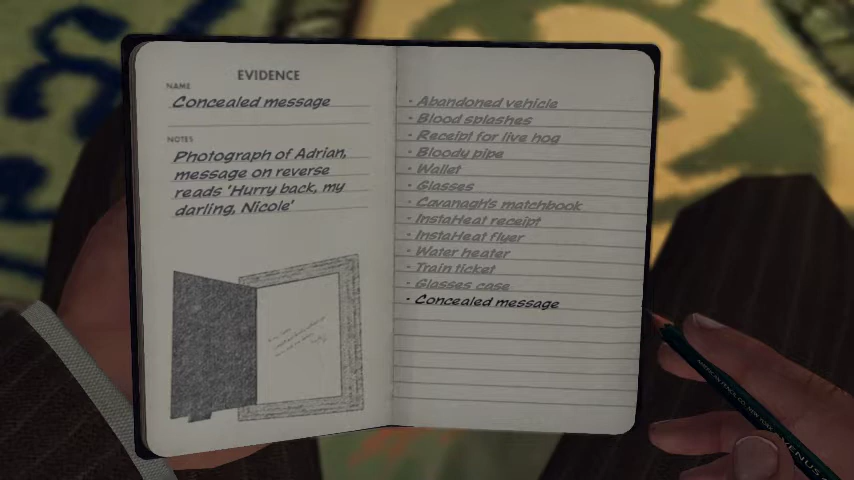 EVIDENCE
NAME
Concealed message
NOTES
Photograph of Adrian,
message on reverse
reads 'Hurry back, my
darling, Nicole'
- Abandoned vehicle
- Blood splashes
- Receipt for live hog
- Bloody pipe
- Wallet
- Glasses
- Cavanagh's matchbook
- InstaHeat receipt
- InstaHeat flyer
- Water heater
- Train ticket
- Glasses case
- Concealed message
VENUS